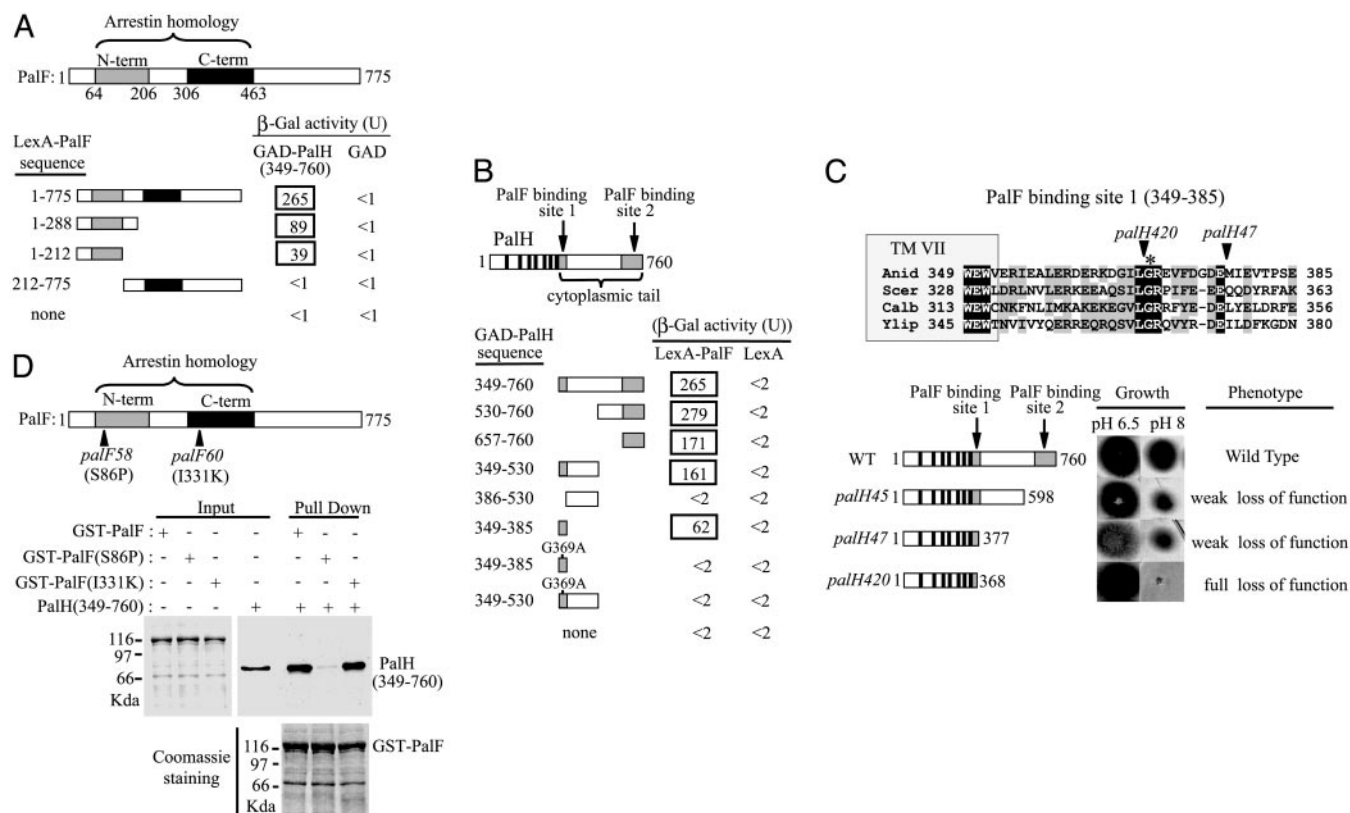 A
Arrestin homology
N-term C-term
PalF: 1 775
64 206 306 463
β-Gal activity (U)
LexA-PalF sequence GAD-PalH (349-760) GAD
1-775 265 <1
1-288 89 <1
1-212 39 <1
212-775 <1 <1
none <1 <1
B
PalF binding site 1 PalF binding site 2
PalH
1 760
cytoplasmic tail
(β-Gal activity (U))
GAD-PalH sequence LexA-PalF LexA
349-760 265 <2
530-760 279 <2
657-760 171 <2
349-530 161 <2
386-530 <2 <2
349-385 62 <2
G369A
349-385 <2 <2
G369A
349-530 <2 <2
none <2 <2
C
PalF binding site 1 (349-385)
palH420 palH47
TM VII *
Anid 349 WEWVERIEALERDERKDGILGREVFDGDEMIEVTPSE 385
Scer 328 WEWLDRLNVLERKEEAQSILGRPIFE-EEQQDYRFAK 363
Calb 313 WEWCNKFNLIMKAKEKEGVLGRRFYE-DELYELDRFE 356
Ylip 345 WEWTNVIVYQERREQRQSVLGRQVYR-DEILDFKGDN 380
PalF binding site 1 PalF binding site 2 Growth Phenotype
pH 6.5 pH 8
WT 1 760 Wild Type
palH45 1 598 weak loss of function
palH47 1 377 weak loss of function
palH420 1 368 full loss of function
D
Arrestin homology
N-term C-term
PalF: 1 775
palF58 (S86P) palF60 (I331K)
Input Pull Down
GST-PalF : + - - - + - -
GST-PalF(S86P) : - + - - - + -
GST-PalF(I331K) : - - + - - - +
PalH(349-760) : - - - + + + +
116
97
66
Kda
PalH (349-760)
Coomassie staining
116 GST-PalF
97
66
Kda